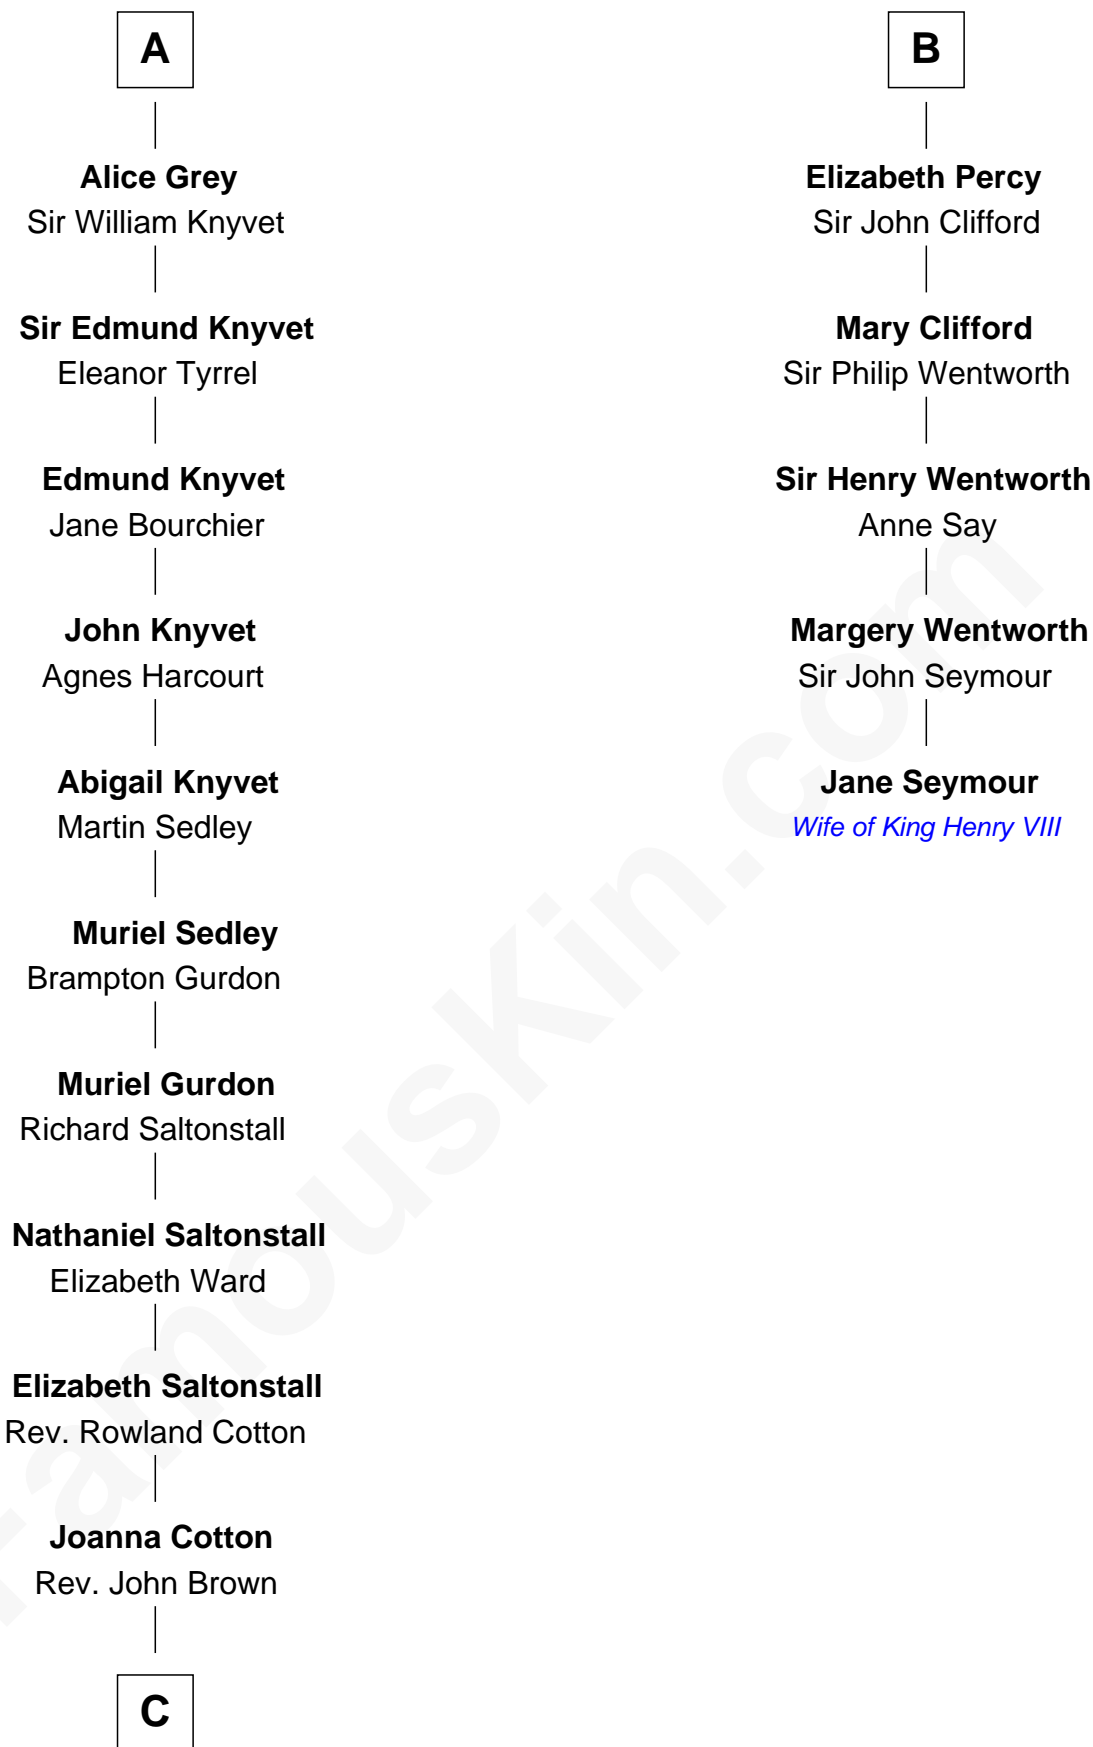 A
Alice Grey
Sir William Knyvet
Sir Edmund Knyvet
Eleanor Tyrrel
Edmund Knyvet
Jane Bourchier
John Knyvet
Agnes Harcourt
Abigail Knyvet
Martin Sedley
Muriel Sedley
Brampton Gurdon
Muriel Gurdon
Richard Saltonstall
Nathaniel Saltonstall
Elizabeth Ward
Elizabeth Saltonstall
Rev. Rowland Cotton
Joanna Cotton
Rev. John Brown
C
B
Elizabeth Percy
Sir John Clifford
Mary Clifford
Sir Philip Wentworth
Sir Henry Wentworth
Anne Say
Margery Wentworth
Sir John Seymour
Jane Seymour
Wife of King Henry VIII
FamousKin.com